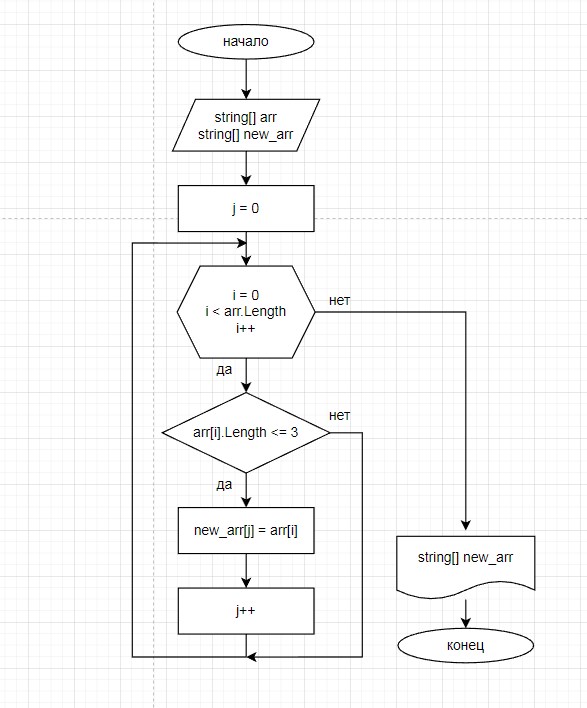 начало
string[] arr
string[] new_arr
j = 0
i = 0
i < arr.Length
i++
нет
да
arr[i].Length <= 3
нет
да
new_arr[j] = arr[i]
j++
string[] new_arr
конец